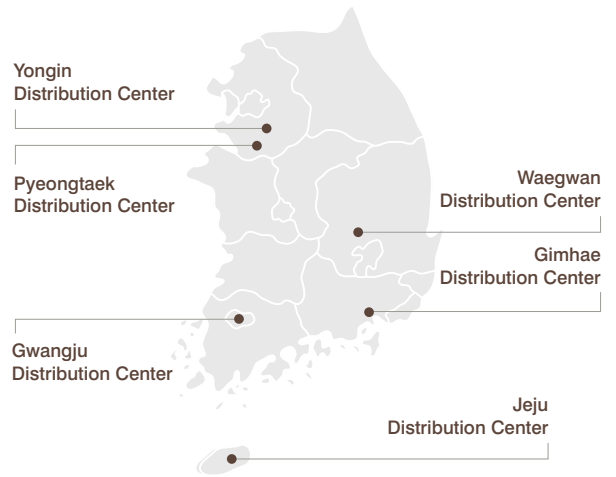 Yongin
Distribution Center
Pyeongtaek
Distribution Center
Waegwan
Distribution Center
Gimhae
Distribution Center
Gwangju
Distribution Center
Jeju
Distribution Center